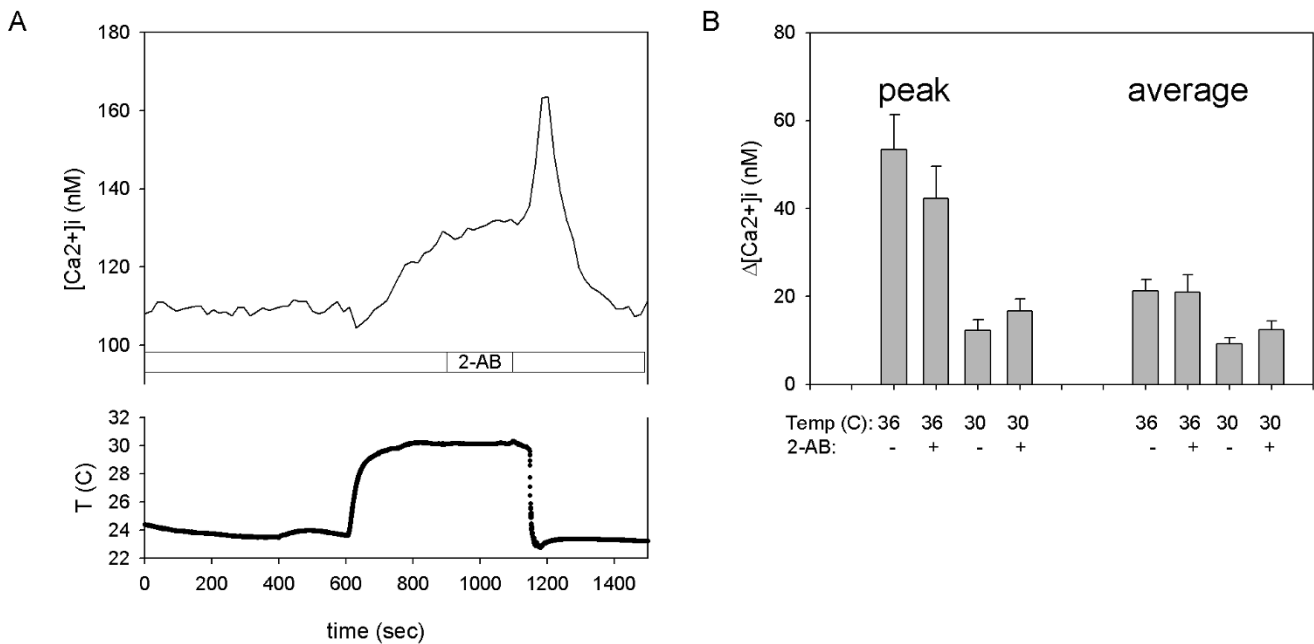 A
180
160
140
120
100
[Ca2+]i (nM)
2-AB
32
30
28
26
24
22
T (C)
0 200 400 600 800 1000 1200 1400
time (sec)
B
80
60
40
20
0
Δ[Ca2+]i (nM)
peak average
Temp (C): 36 36 30 30 36 36 30 30
2-AB: - + - + - + - +